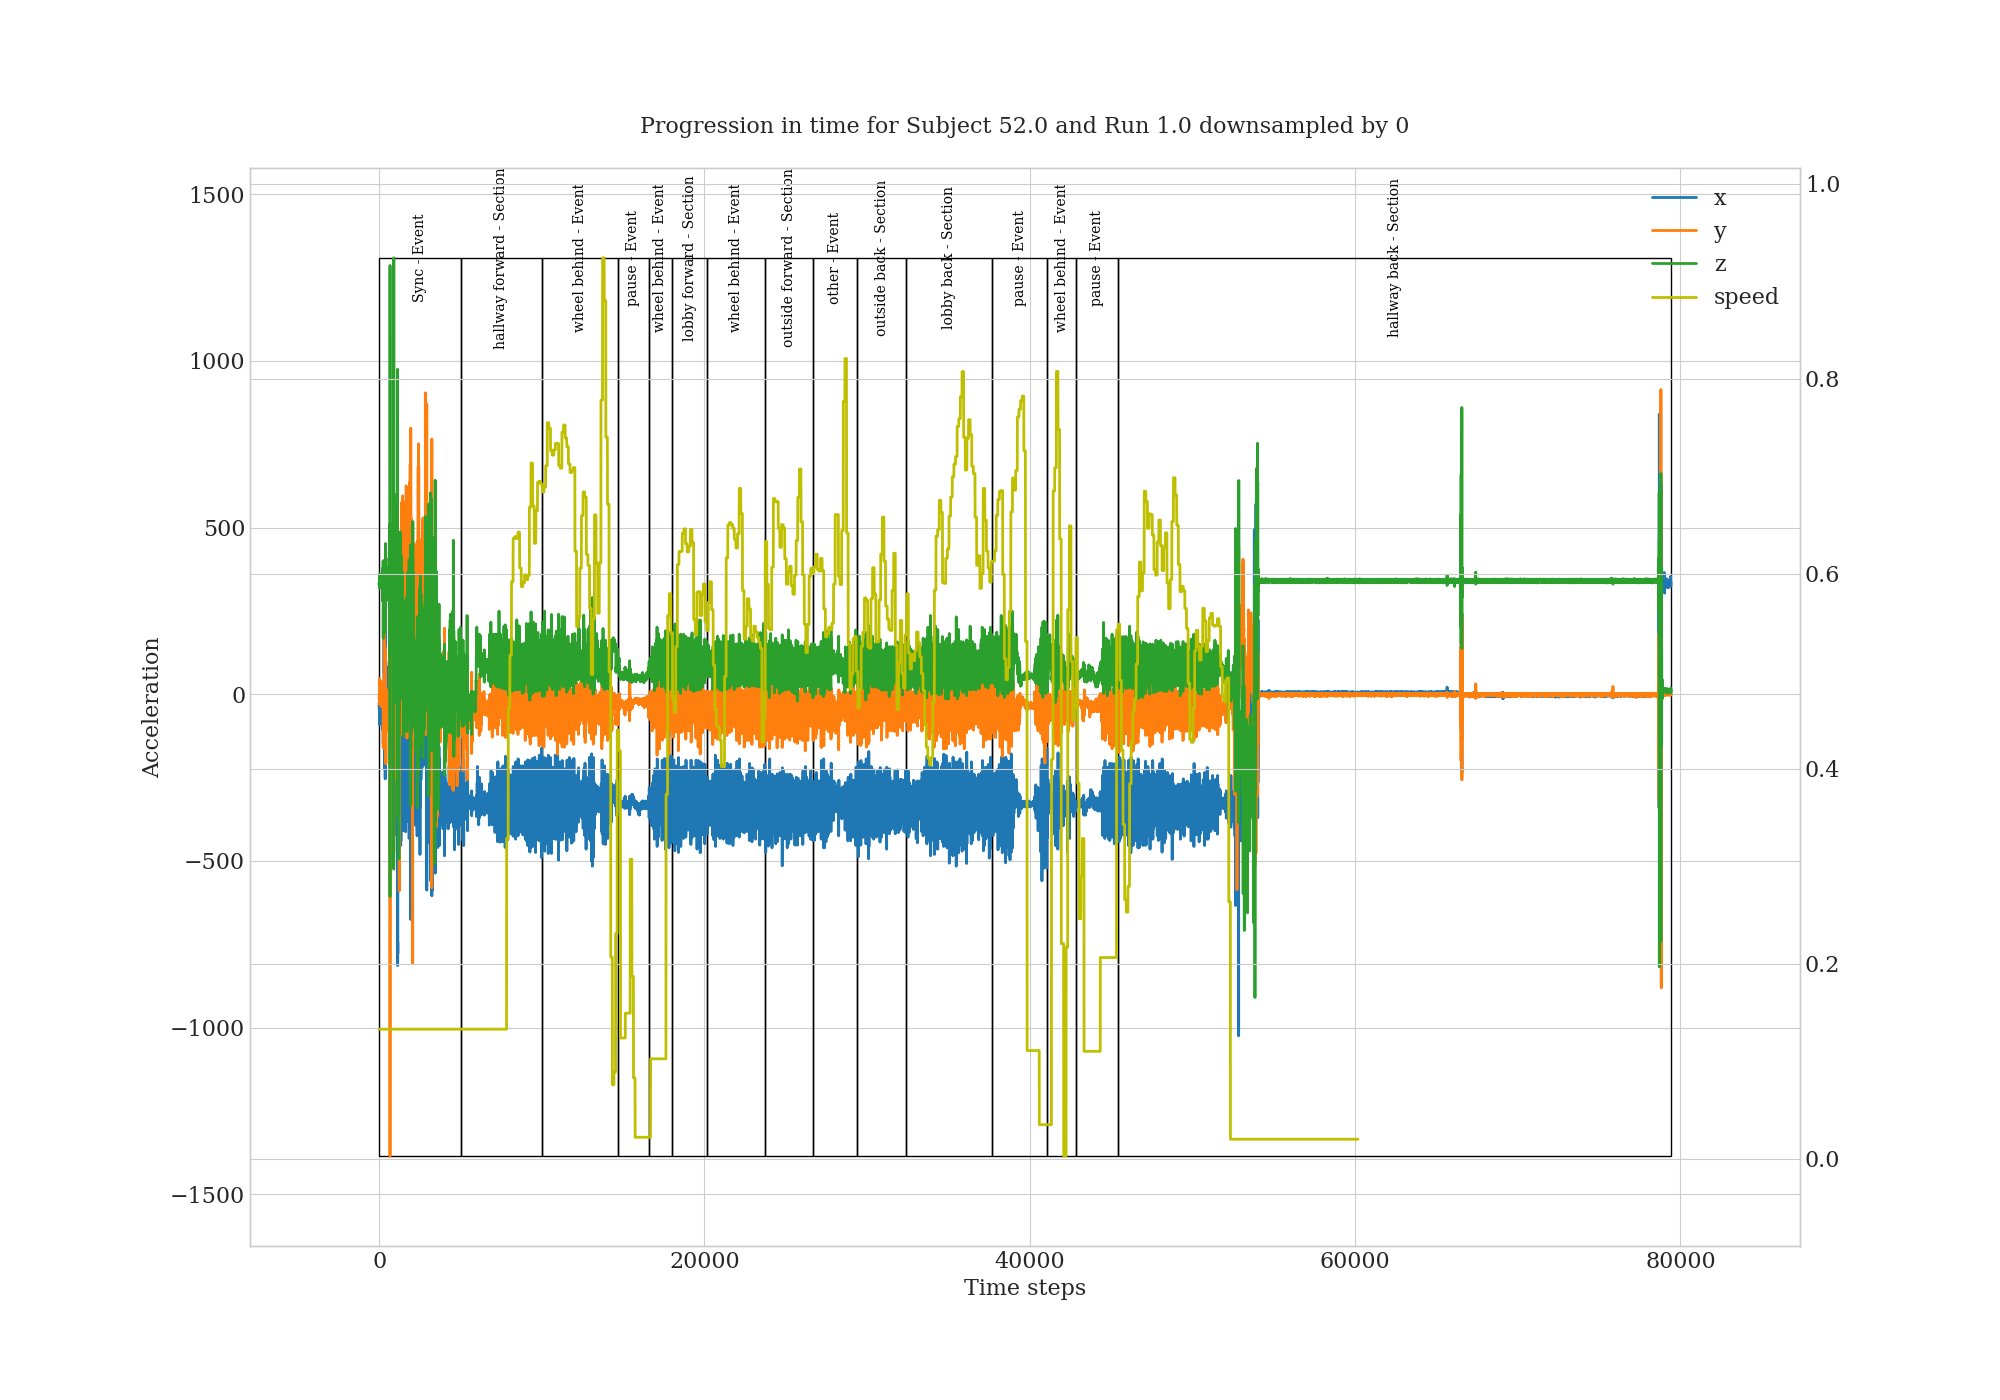 Progression in time for Subject 52.0 and Run 1.0 downsampled by 0
Sync - Event
hallway forward - Section
wheel behind - Event
pause - Event
wheel behind - Event
lobby forward - Section
wheel behind - Event
outside forward - Section
other - Event
outside back - Section
lobby back - Section
pause - Event
wheel behind - Event
pause - Event
hallway back - Section
x
y
z
speed
1500
1000
500
0
−500
−1000
−1500
Acceleration
1.0
0.8
0.6
0.4
0.2
0.0
0
20000
40000
60000
80000
Time steps